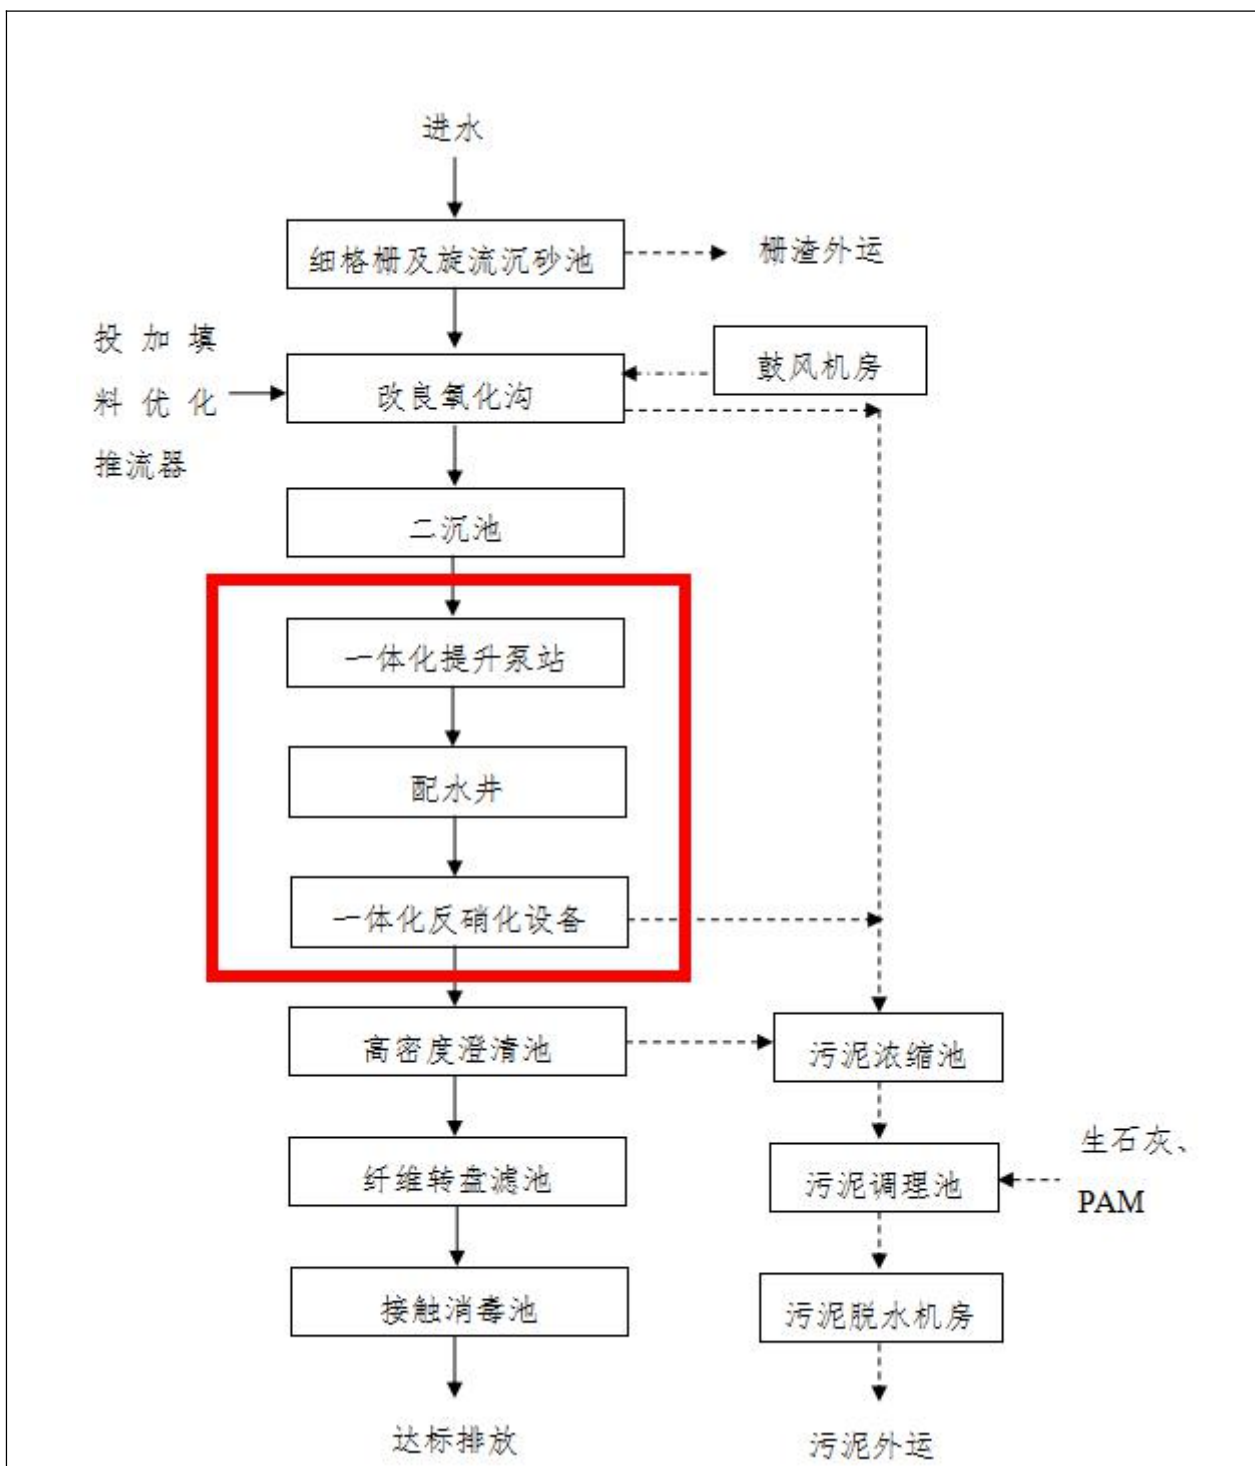 进水
细格栅及旋流沉砂池
栅渣外运
投加填
料优化
推流器
改良氧化沟
鼓风机房
二沉池
一体化提升泵站
配水井
一体化反硝化设备
高密度澄清池
污泥浓缩池
纤维转盘滤池
污泥调理池
生石灰、
PAM
接触消毒池
污泥脱水机房
达标排放
污泥外运